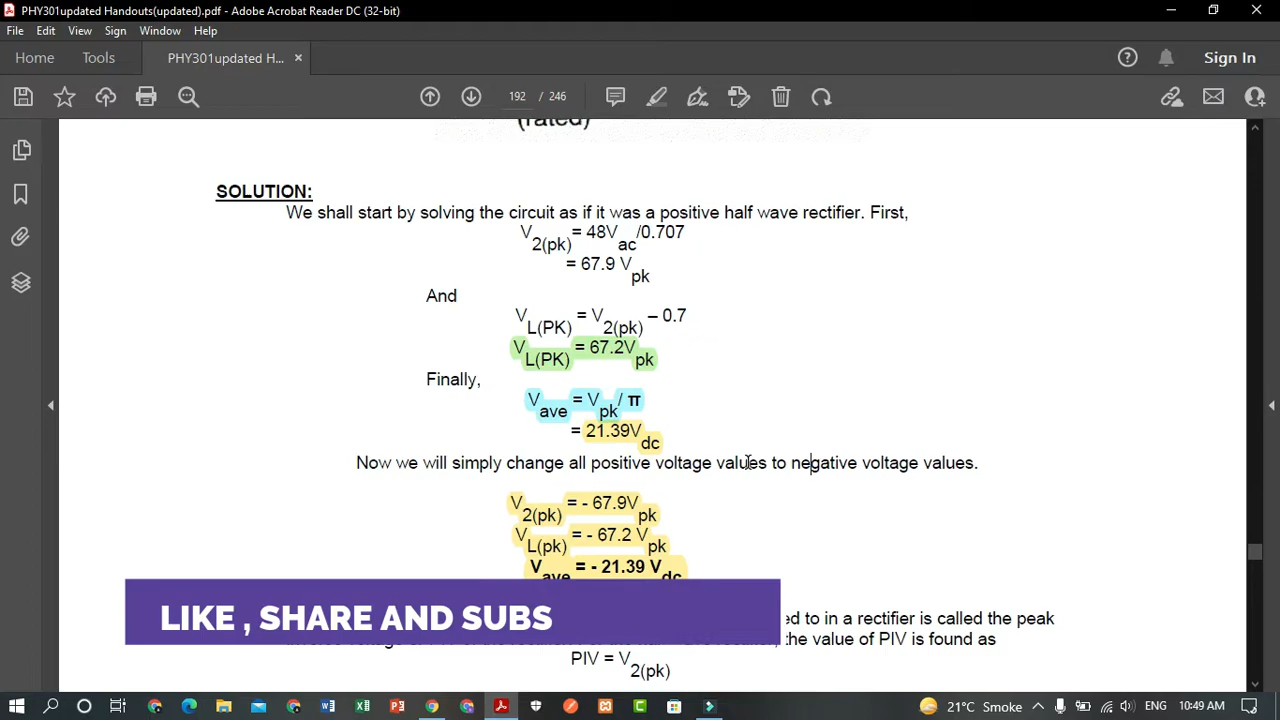 PHY301updated Handouts(updated).pdf - Adobe Acrobat Reader DC (32-bit)
File Edit View Sign Window Help
Home Tools PHY301updated H... × Sign In
192 / 246
(rated)
SOLUTION:
We shall start by solving the circuit as if it was a positive half wave rectifier. First,
V2(pk) = 48Vac/0.707
= 67.9 Vpk
And
VL(PK) = V2(pk) – 0.7
VL(PK) = 67.2Vpk
Finally,
Vave = Vpk/ π
= 21.39Vdc
Now we will simply change all positive voltage values to negative voltage values.
V2(pk) = - 67.9Vpk
VL(pk) = - 67.2 Vpk
Vave = - 21.39 Vdc
LIKE , SHARE AND SUBS
ed to in a rectifier is called the peak
, the value of PIV is found as
PIV = V2(pk)
21°C Smoke ENG 10:49 AM